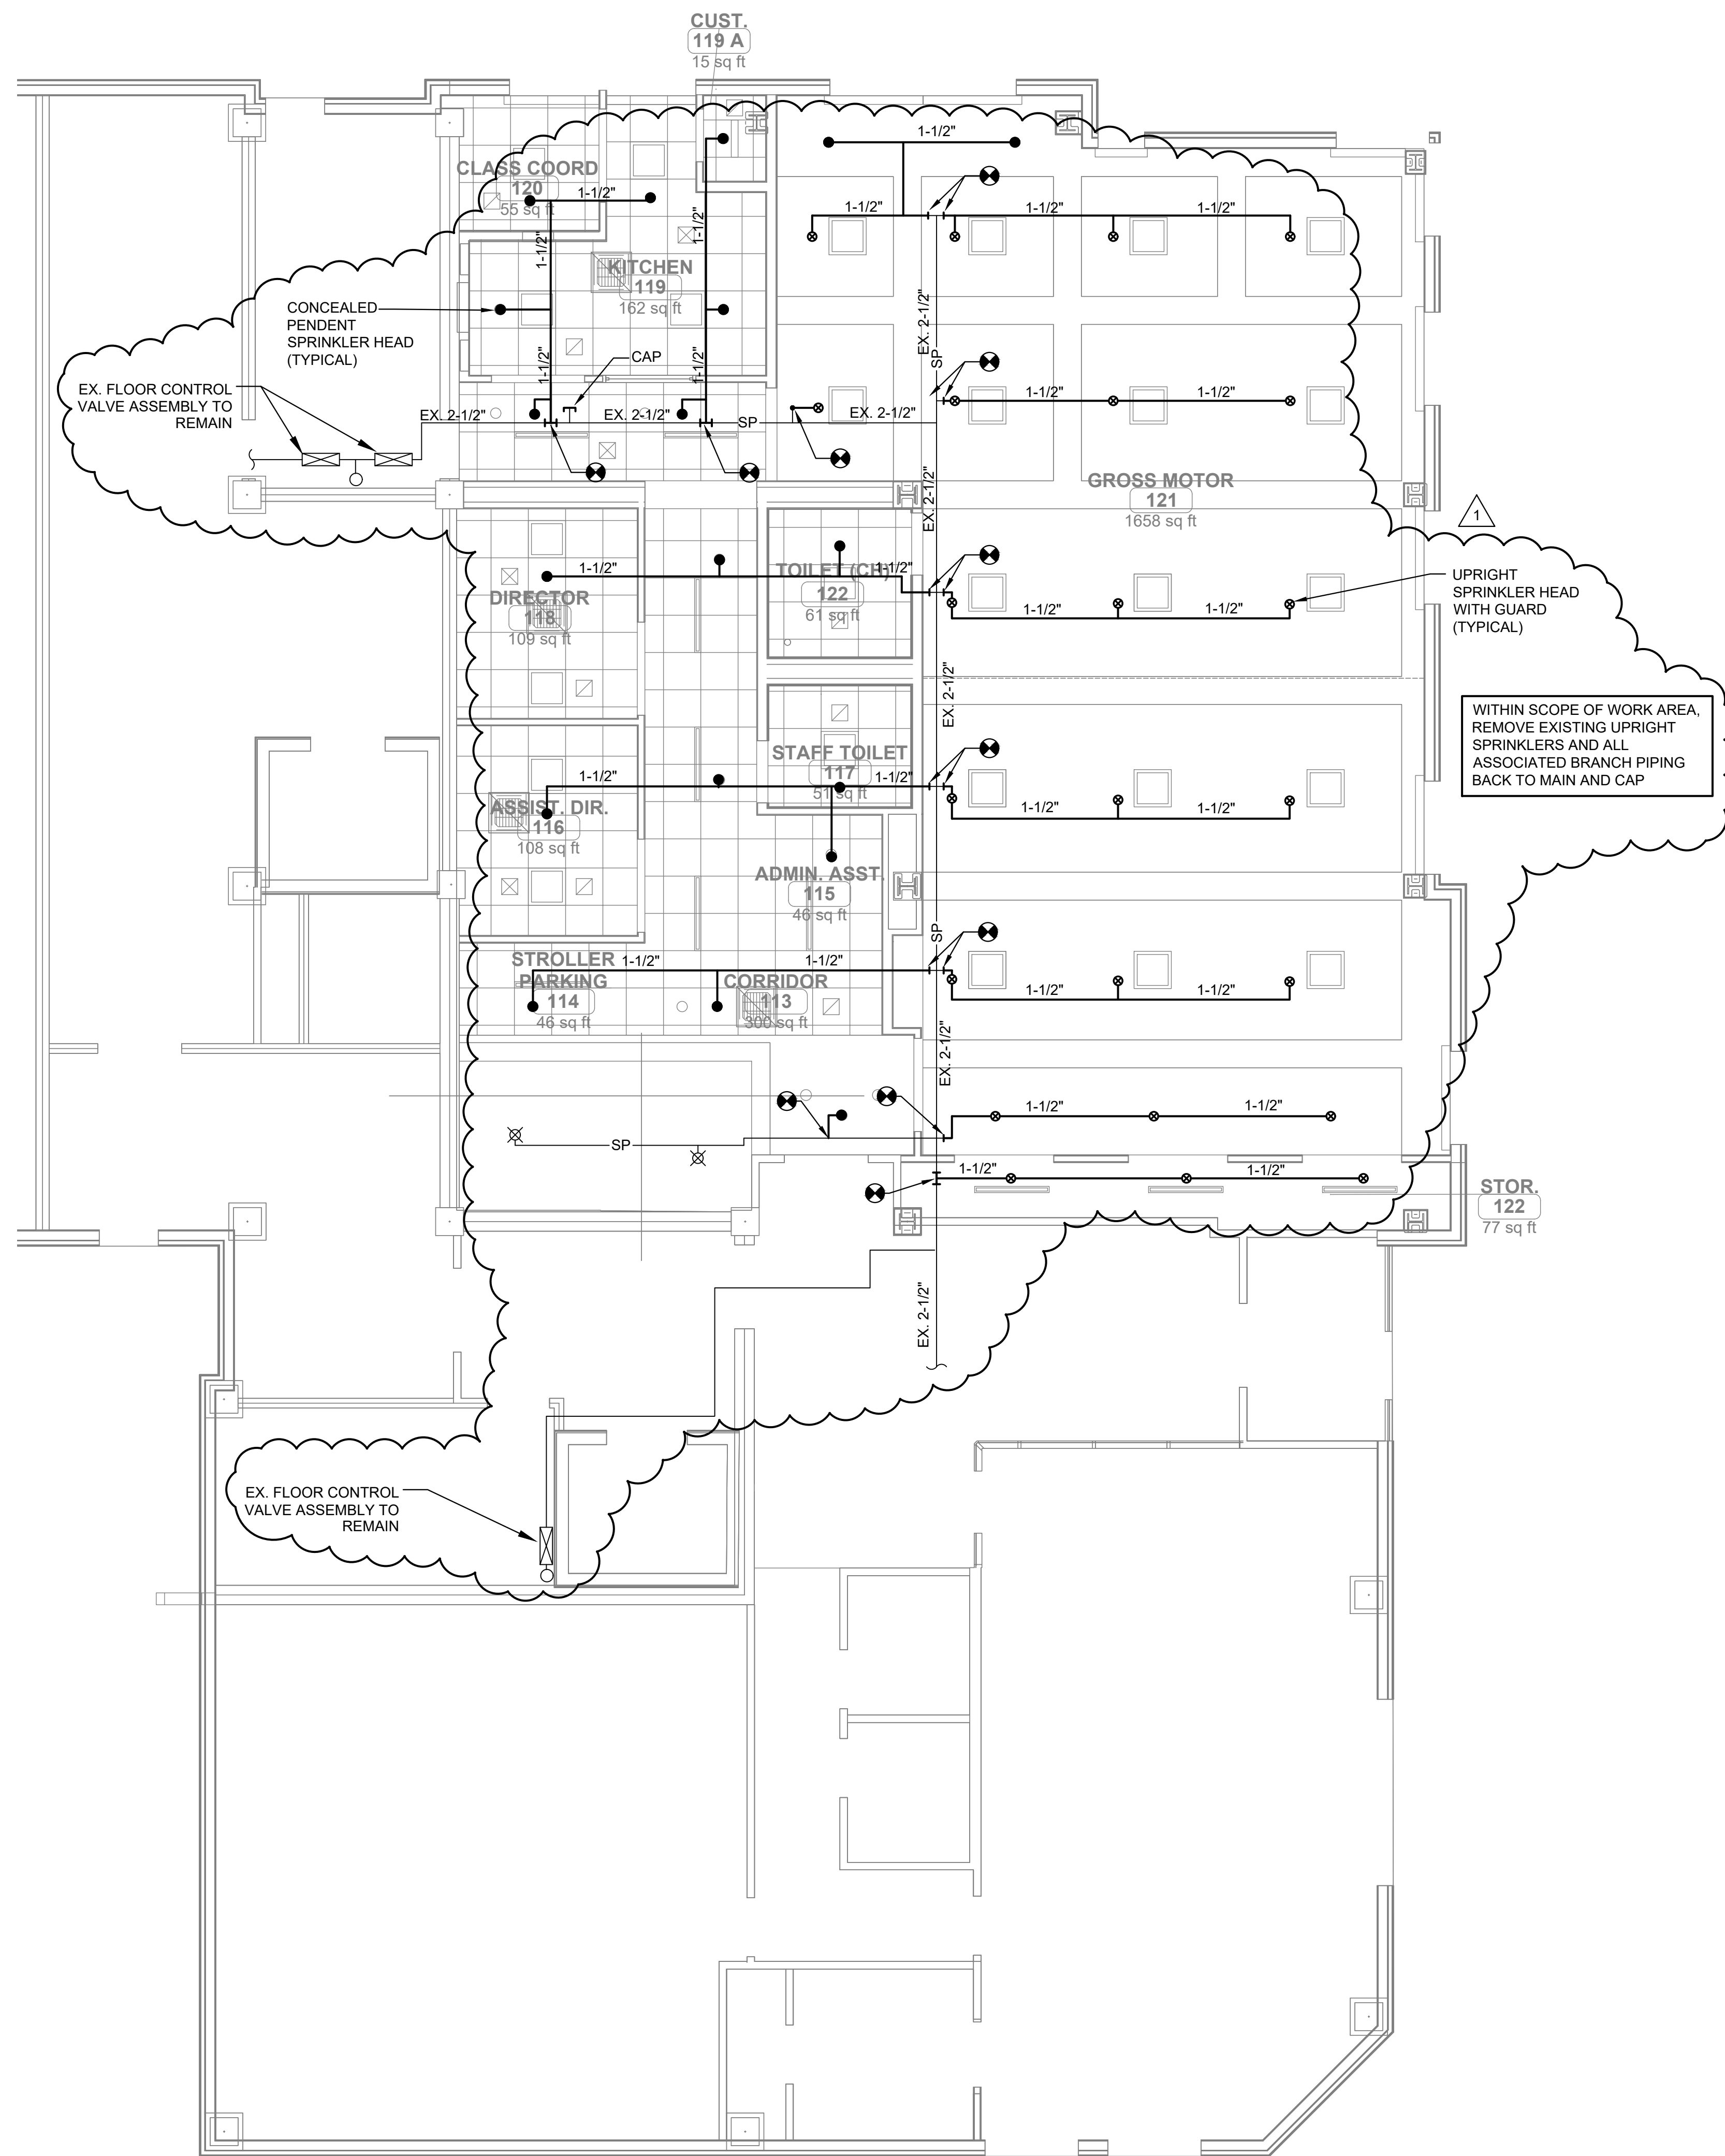 CUST.
119 A
15 sq ft
1-1/2"
CLASS COORD
120
55 sq ft
1-1/2"
1-1/2"
1-1/2"
1-1/2"
1-1/2"
1-1/2"
1-1/2"
KITCHEN
119
162 sq ft
CONCEALED
PENDENT
SPRINKLER HEAD
(TYPICAL)
EX. 2-1/2"
SP
1-1/2"
1-1/2"
CAP
EX. FLOOR CONTROL
VALVE ASSEMBLY TO
REMAIN
1-1/2"
1-1/2"
EX. 2-1/2"
EX. 2-1/2"
SP
EX. 2-1/2"
EX. 2-1/2"
GROSS MOTOR
121
1658 sq ft
1
1-1/2"
TOILET (CH)
1-1/2"
122
61 sq ft
DIRECTOR
118
109 sq ft
UPRIGHT
SPRINKLER HEAD
WITH GUARD
(TYPICAL)
1-1/2"
1-1/2"
EX. 2-1/2"
WITHIN SCOPE OF WORK AREA,
REMOVE EXISTING UPRIGHT
SPRINKLERS AND ALL
ASSOCIATED BRANCH PIPING
BACK TO MAIN AND CAP
STAFF TOILET
117
51 sq ft
1-1/2"
1-1/2"
ASSIST. DIR.
116
108 sq ft
1-1/2"
1-1/2"
ADMIN. ASST.
115
46 sq ft
SP
STROLLER
PARKING
114
46 sq ft
1-1/2"
1-1/2"
CORRIDOR
113
300 sq ft
1-1/2"
1-1/2"
EX. 2-1/2"
1-1/2"
1-1/2"
SP
1-1/2"
1-1/2"
STOR.
122
77 sq ft
EX. 2-1/2"
EX. FLOOR CONTROL
VALVE ASSEMBLY TO
REMAIN